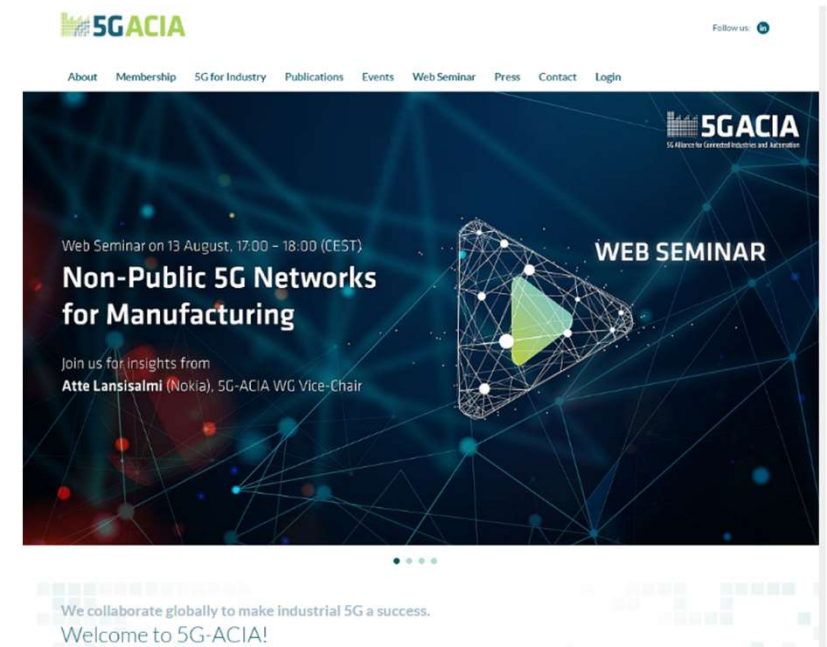 5GACIA
Follow us: in
About Membership 5G for Industry Publications Events Web Seminar Press Contact Login
5GACIA
5G Alliance for Connected Industries and Automation
Web Seminar on 13 August, 17:00 – 18:00 (CEST)
WEB SEMINAR
Non-Public 5G Networks
for Manufacturing
Join us for insights from
Atte Lansisalmi (Nokia), 5G-ACIA WG Vice-Chair
We collaborate globally to make industrial 5G a success.
Welcome to 5G-ACIA!